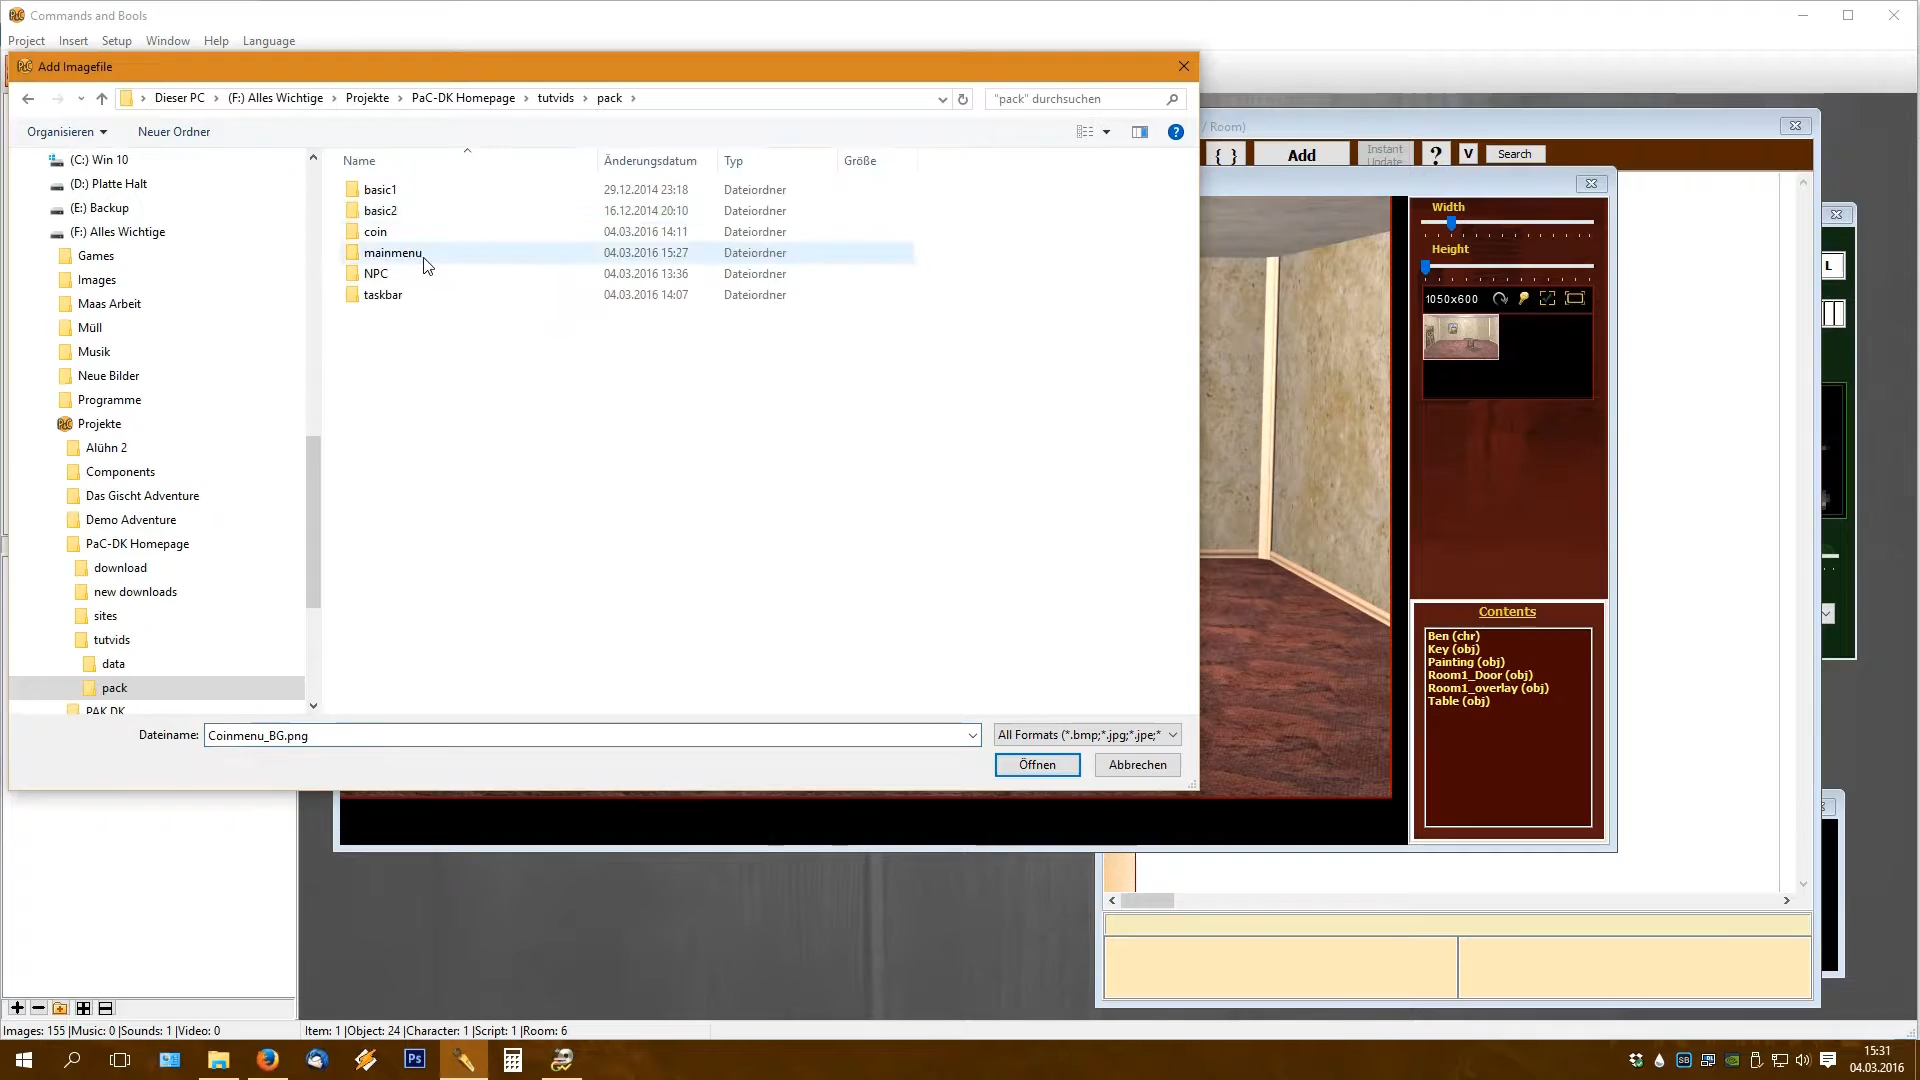 Commands and Bools
Project Insert Setup Window Help Language
Add Imagefile
Dieser PC › (F:) Alles Wichtige › Projekte › PaC-DK Homepage › tutvids › pack ›
"pack" durchsuchen
Organisieren Neuer Ordner
(C:) Win 10
(D:) Platte Halt
(E:) Backup
(F:) Alles Wichtige
Games
Images
Maas Arbeit
Müll
Musik
Neue Bilder
Programme
Projekte
Alühn 2
Components
Das Gischt Adventure
Demo Adventure
PaC-DK Homepage
download
new downloads
sites
tutvids
data
pack
PAK DK
Name Änderungsdatum Typ Größe
basic1 29.12.2014 23:18 Dateiordner
basic2 16.12.2014 20:10 Dateiordner
coin 04.03.2016 14:11 Dateiordner
mainmenu 04.03.2016 15:27 Dateiordner
NPC 04.03.2016 13:36 Dateiordner
taskbar 04.03.2016 14:07 Dateiordner
Dateiname: Coinmenu_BG.png
All Formats (*.bmp;*.jpg;*.jpe;*
Öffnen Abbrechen
/ Room)
{ } Add Instant Update ? V Search
Width
Height
1050x600
L
Contents
Ben (chr)
Key (obj)
Painting (obj)
Room1_Door (obj)
Room1_overlay (obj)
Table (obj)
Images: 155 |Music: 0 |Sounds: 1 |Video: 0
Item: 1 |Object: 24 |Character: 1 |Script: 1 |Room: 6
Ps
15:31
04.03.2016